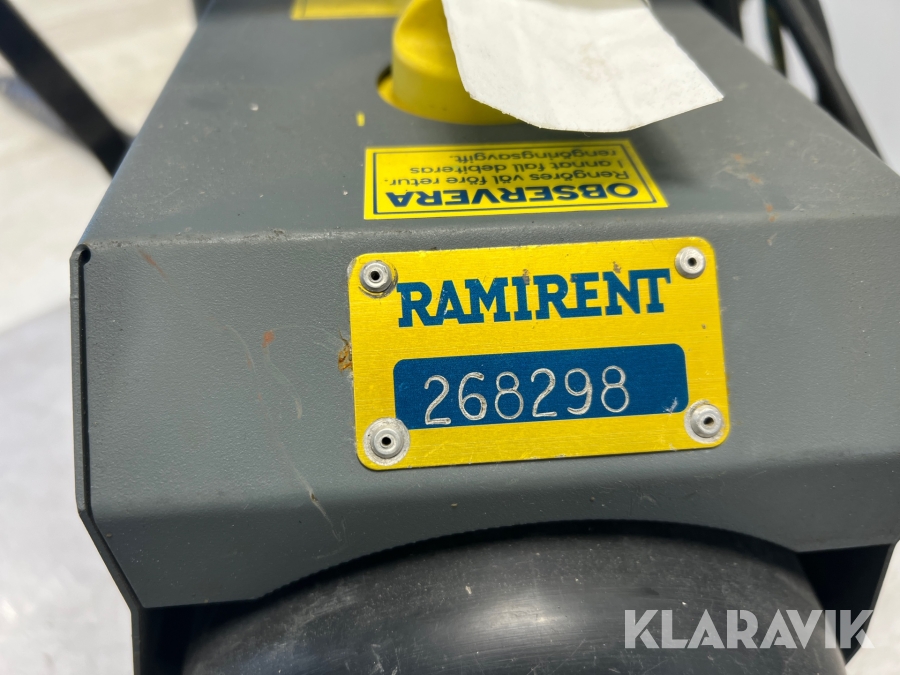 OBSERVERA
Rengöres väl före retur.
I annat fall debiteras
rengöringsavgift.
RAMIRENT
268298
KLARAVIK